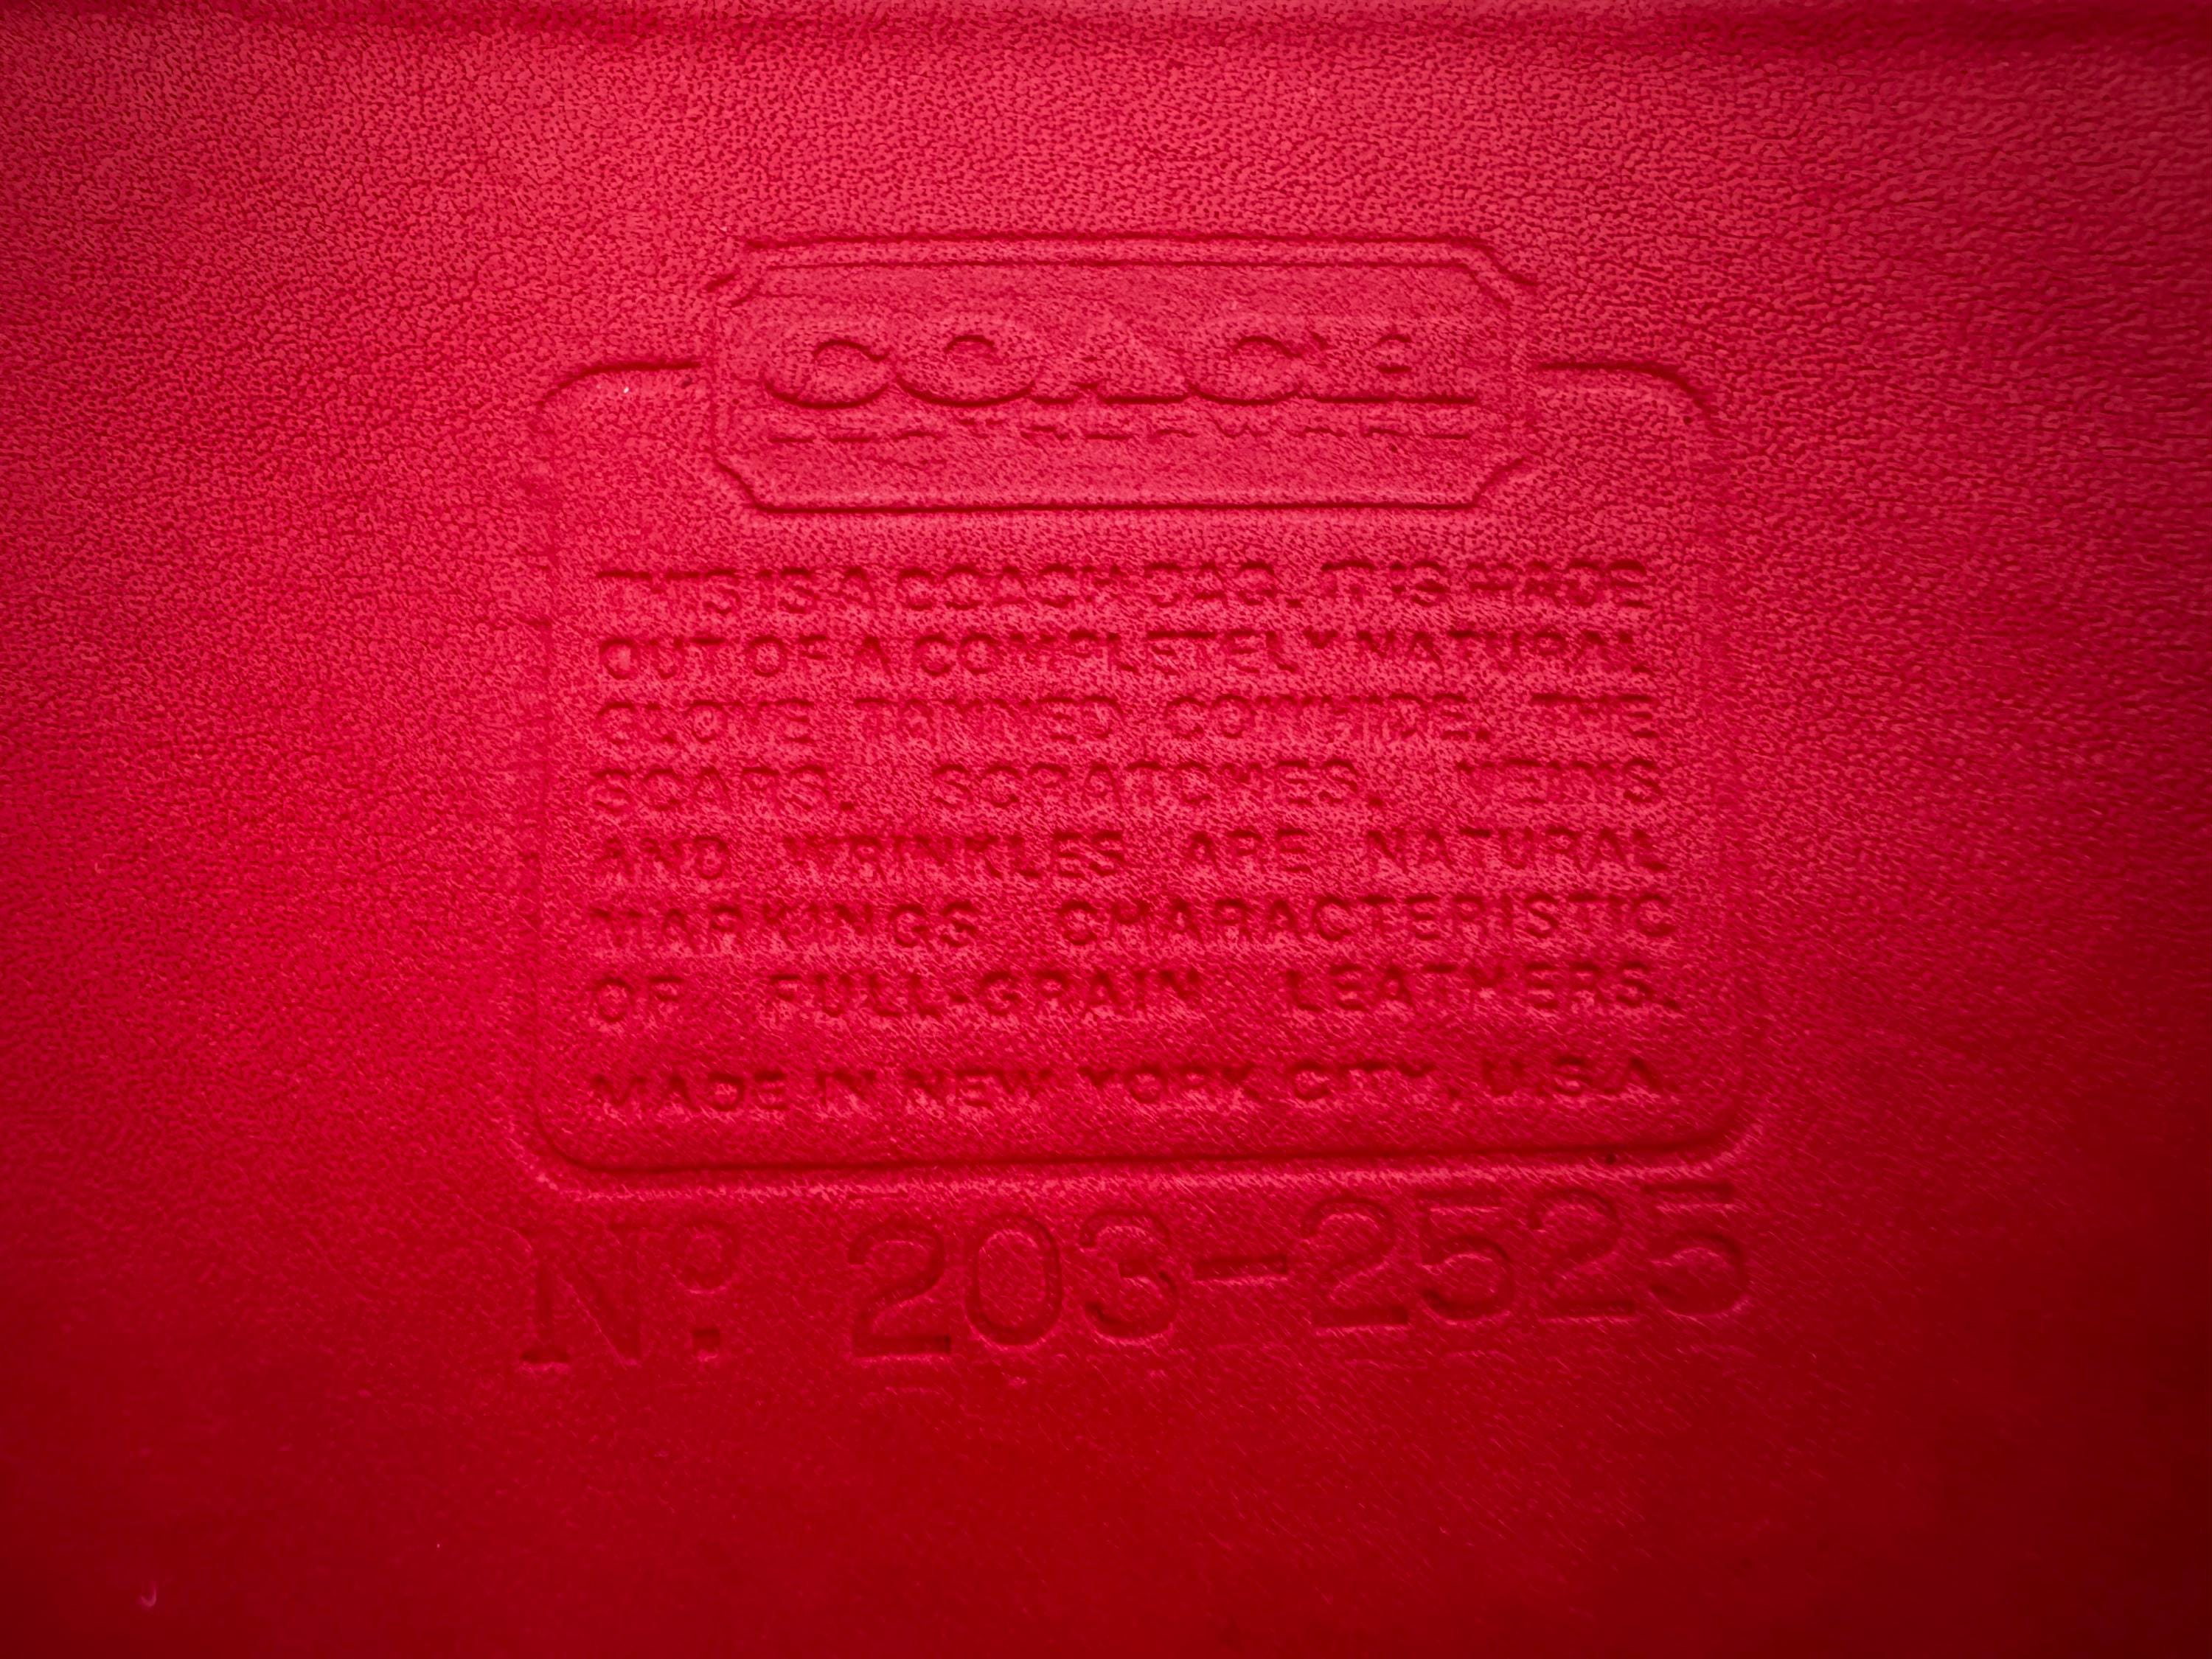 COACH
LEATHERWARE
THIS IS A COACH BAG. IT IS MADE
OUT OF A COMPLETELY NATURAL
GLOVE TANNED COWHIDE. THE
SCARS, SCRATCHES, VEINS
AND WRINKLES ARE NATURAL
MARKINGS CHARACTERISTIC
OF FULL-GRAIN LEATHERS.
MADE IN NEW YORK CITY, U.S.A.
Nº 203-2525